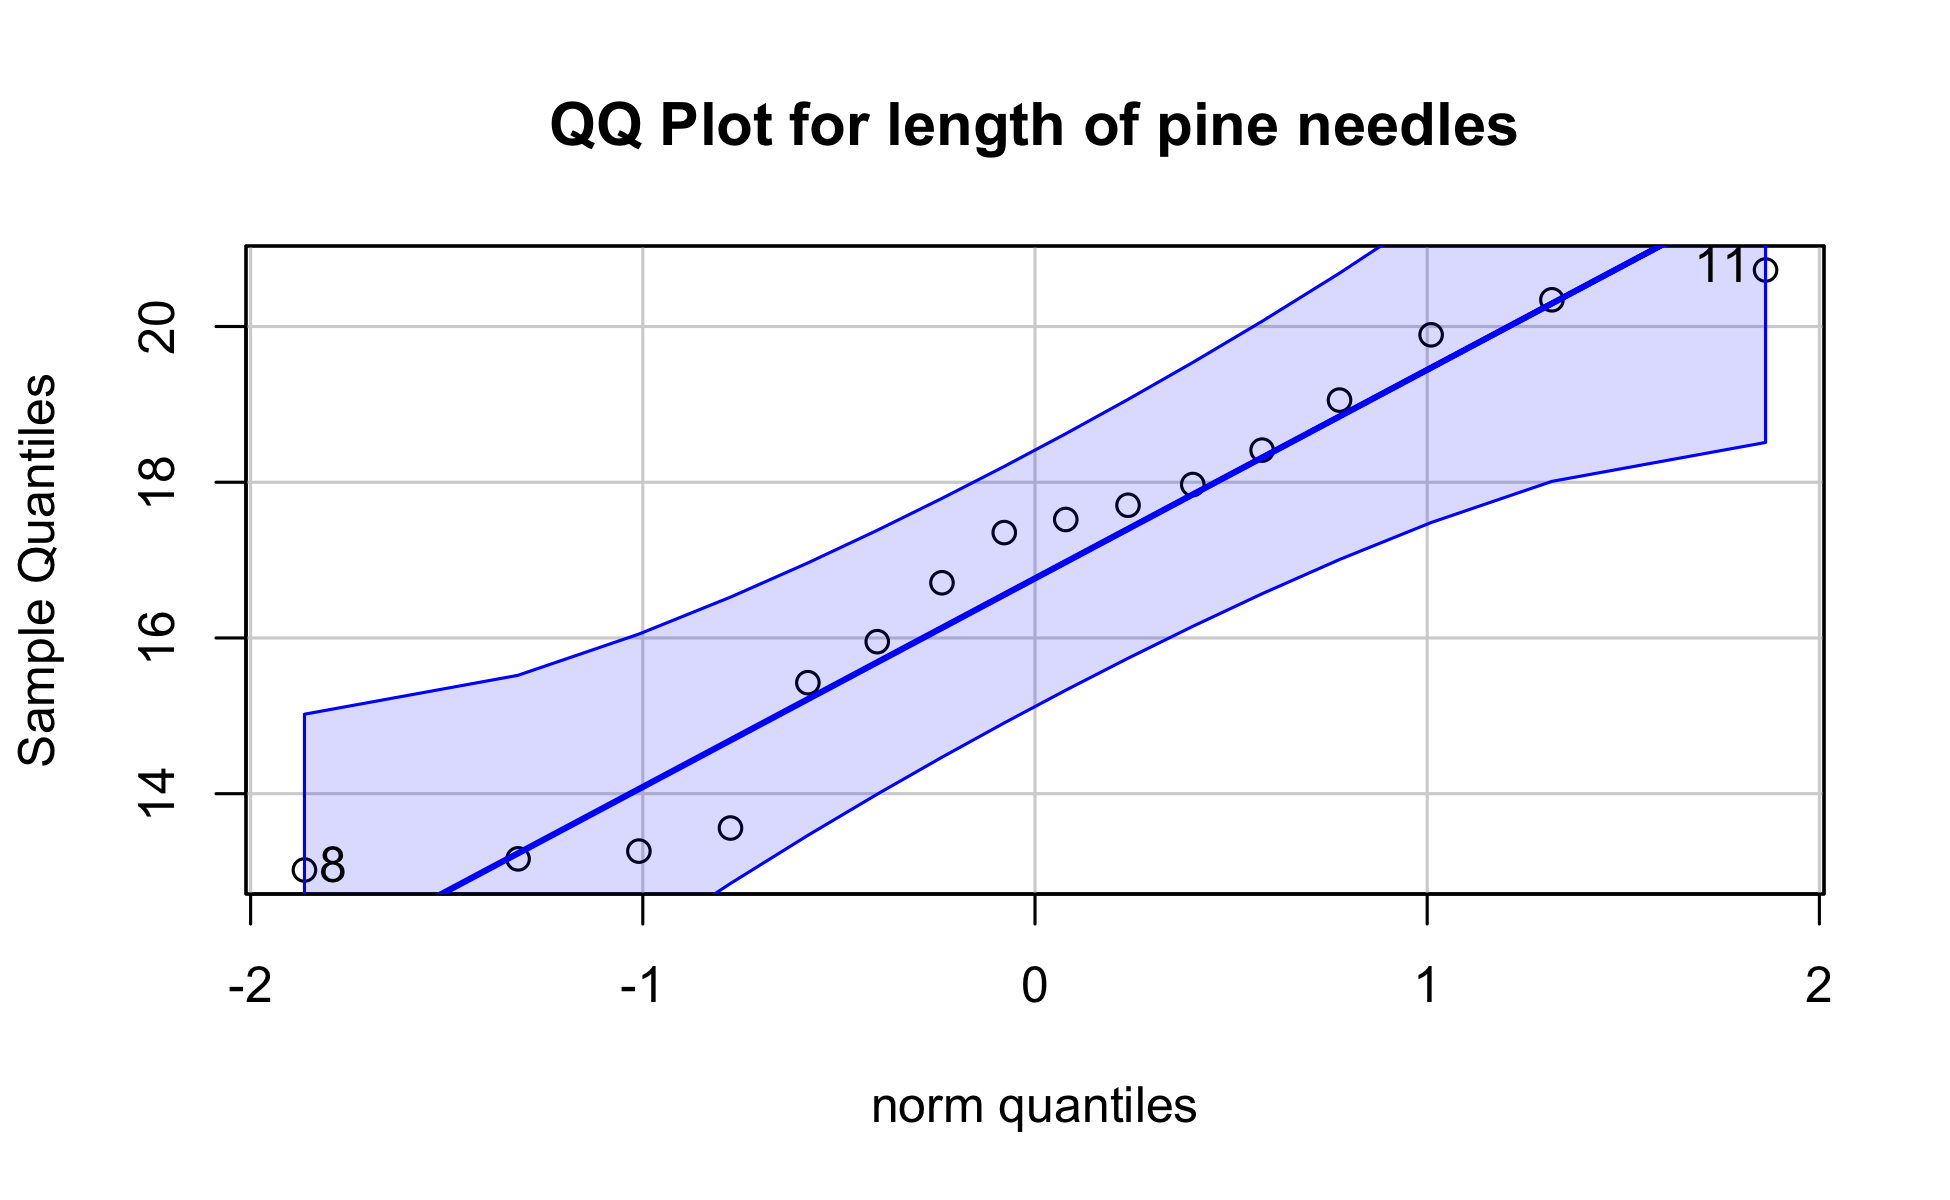 QQ Plot for length of pine needles
11
20
18
16
14
Sample Quantiles
8
-2 -1 0 1 2
norm quantiles